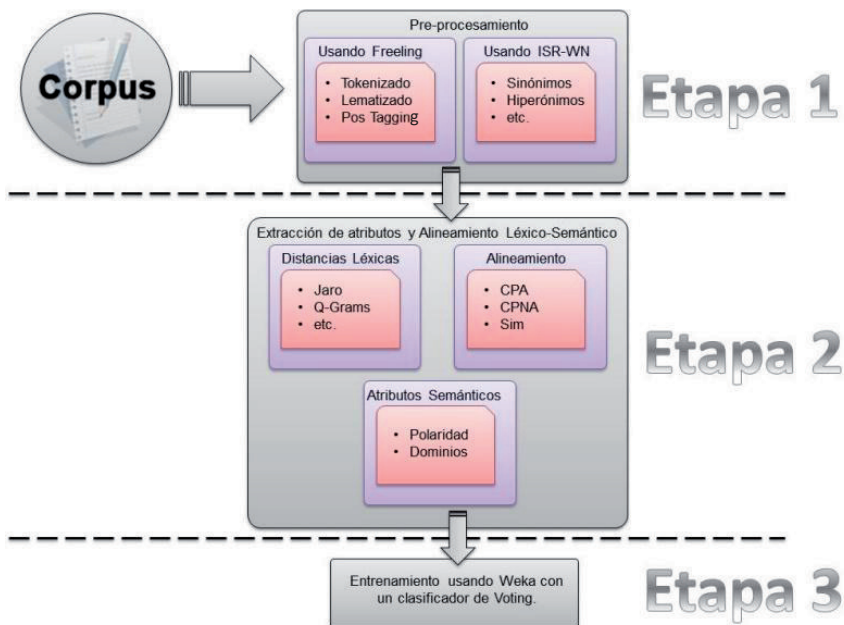 Corpus
Pre-procesamiento
Usando Freeling
• Tokenizado
• Lematizado
• Pos Tagging
Usando ISR-WN
• Sinónimos
• Hiperónimos
• etc.
Etapa 1
Extracción de atributos y Alineamiento Léxico-Semántico
Distancias Léxicas
• Jaro
• Q-Grams
• etc.
Alineamiento
• CPA
• CPNA
• Sim
Atributos Semánticos
• Polaridad
• Dominios
Etapa 2
Entrenamiento usando Weka con
un clasificador de Voting.
Etapa 3